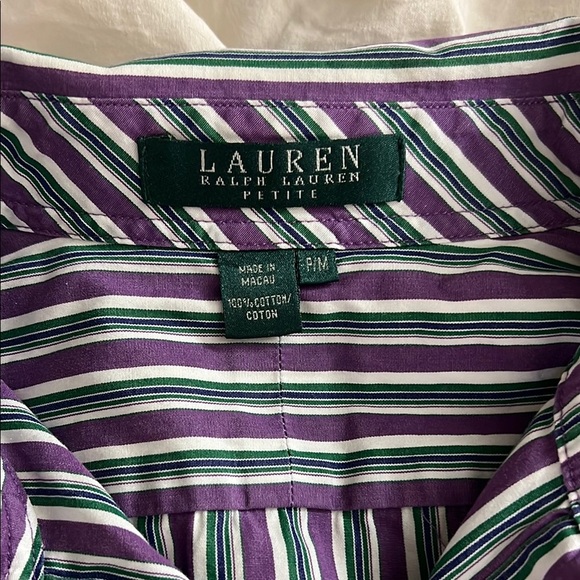 LAUREN
RALPH LAUREN
PETITE
MADE IN
MACAU
100% COTTON/
COTON
P/M